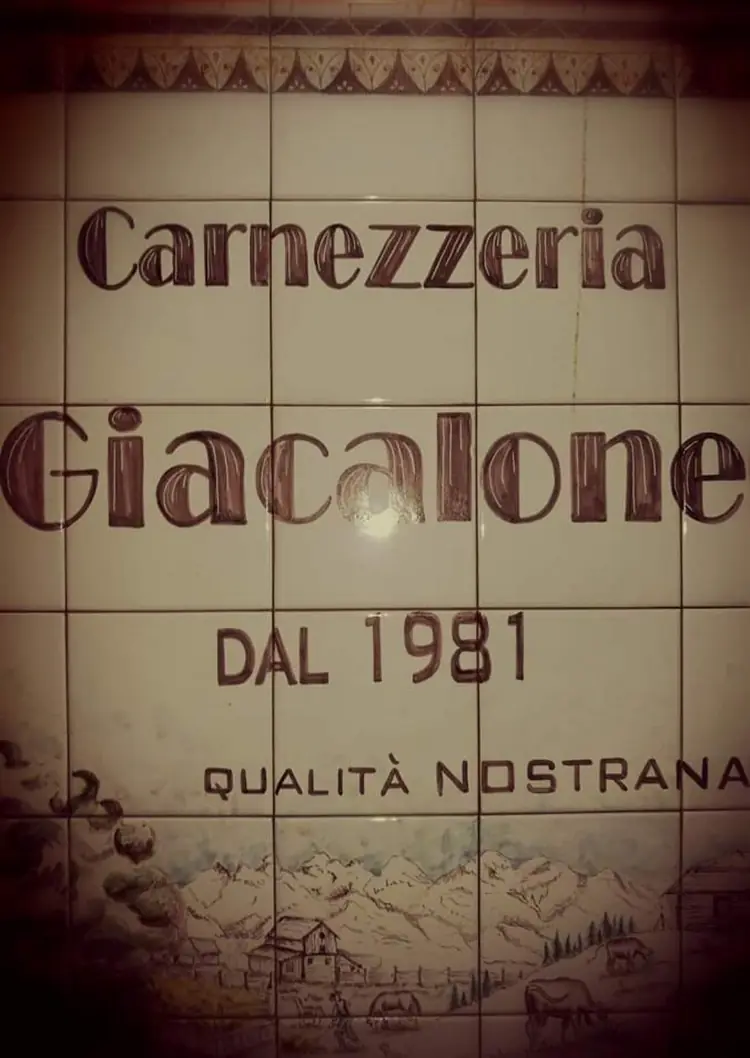 Carnezzeria
Giacalone
DAL 1981
QUALITÀ NOSTRANA